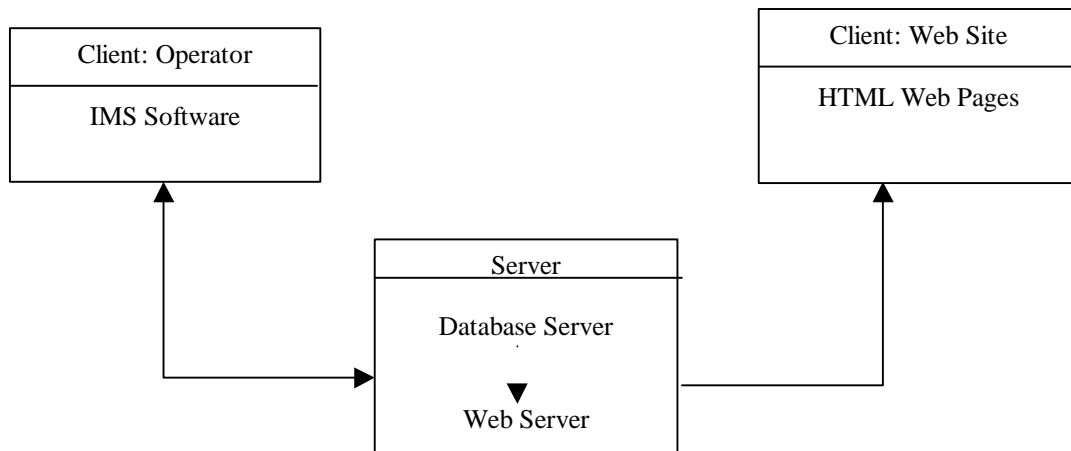 Client: Operator
IMS Software
Client: Web Site
HTML Web Pages
Server
Database Server
Web Server